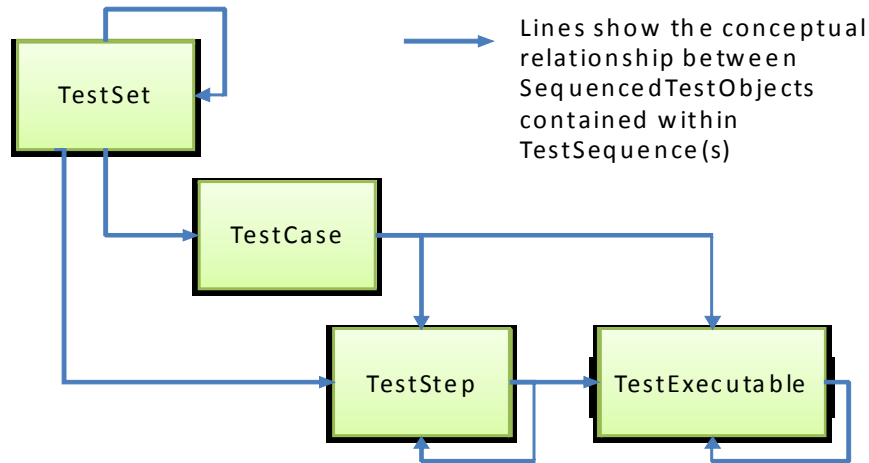 TestSet
Lines show the conceptual
relationship between
SequencedTestObjects
contained within
TestSequence(s)
TestCase
TestStep
TestExecutable